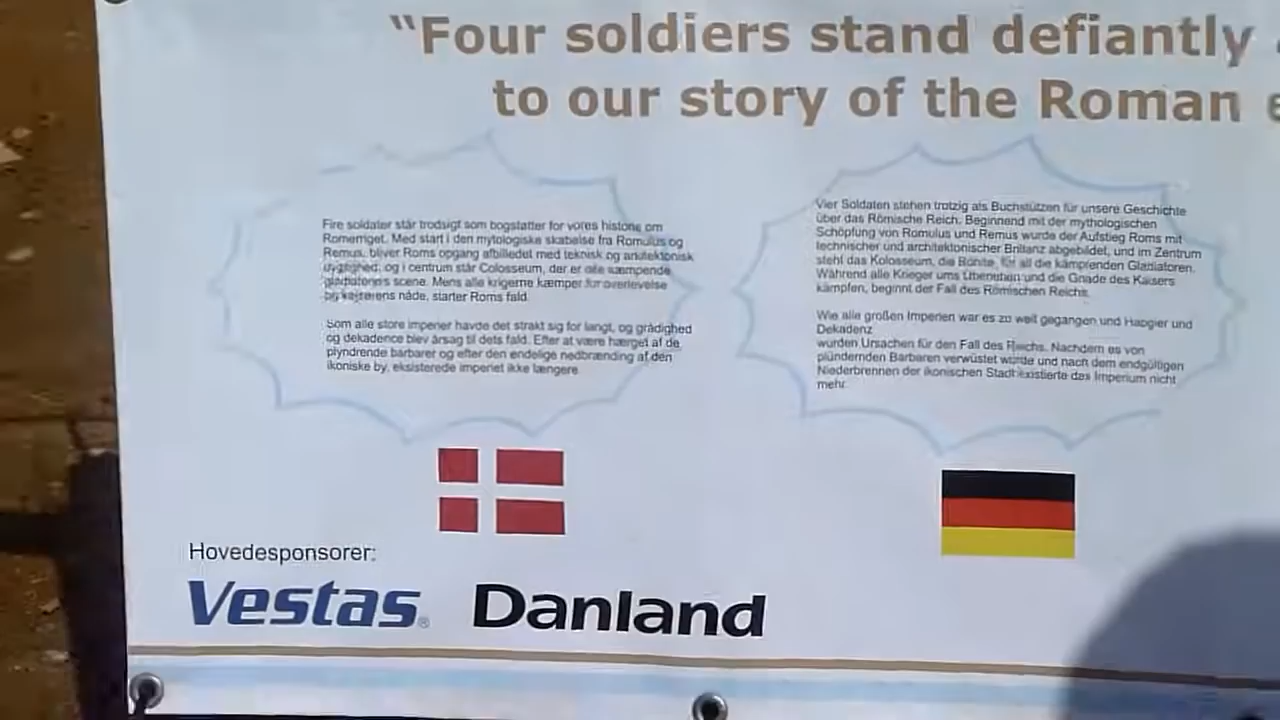 “Four soldiers stand defiantly
to our story of the Roman
Fire soldater står trodsigt som bogstøtter for vores historie om
Romerriget. Med start i den mytologiske skabelse fra Romulus og
Remus, bliver Roms opgang afbilledet med teknisk og arkitektonisk
dygtighed, og i centrum står Colosseum, der er alle kæmpende
gladiatorers scene. Mens alle krigerne kæmper for overlevelse
og kejserens nåde, starter Roms fald.
Som alle store imperier havde det strakt sig for langt, og grådighed
og dekadence blev årsag til dets fald. Efter at være hærget af de
plyndrende barbarer og efter den endelige nedbrænding af den
ikoniske by, eksisterede imperiet ikke længere.
Vier Soldaten stehen trotzig als Buchstützen für unsere Geschichte
über das Römische Reich. Beginnend mit der mythologischen
Schöpfung von Romulus und Remus wurde der Aufstieg Roms mit
technischer und architektonischer Brillanz abgebildet, und im Zentrum
steht das Kolosseum, die Bühne, für all die kämpfenden Gladiatoren.
Während alle Krieger ums Überleben und die Gnade des Kaisers
kämpfen, beginnt der Fall des Römischen Reichs.
Wie alle großen Imperien war es zu weit gegangen und Habgier und
Dekadenz
wurden Ursachen für den Fall des Reichs. Nachdem es von
plündernden Barbaren verwüstet wurde und nach dem endgültigen
Niederbrennen der ikonischen Stadt existierte das Imperium nicht
mehr.
Hovedesponsorer:
Vestas® Danland